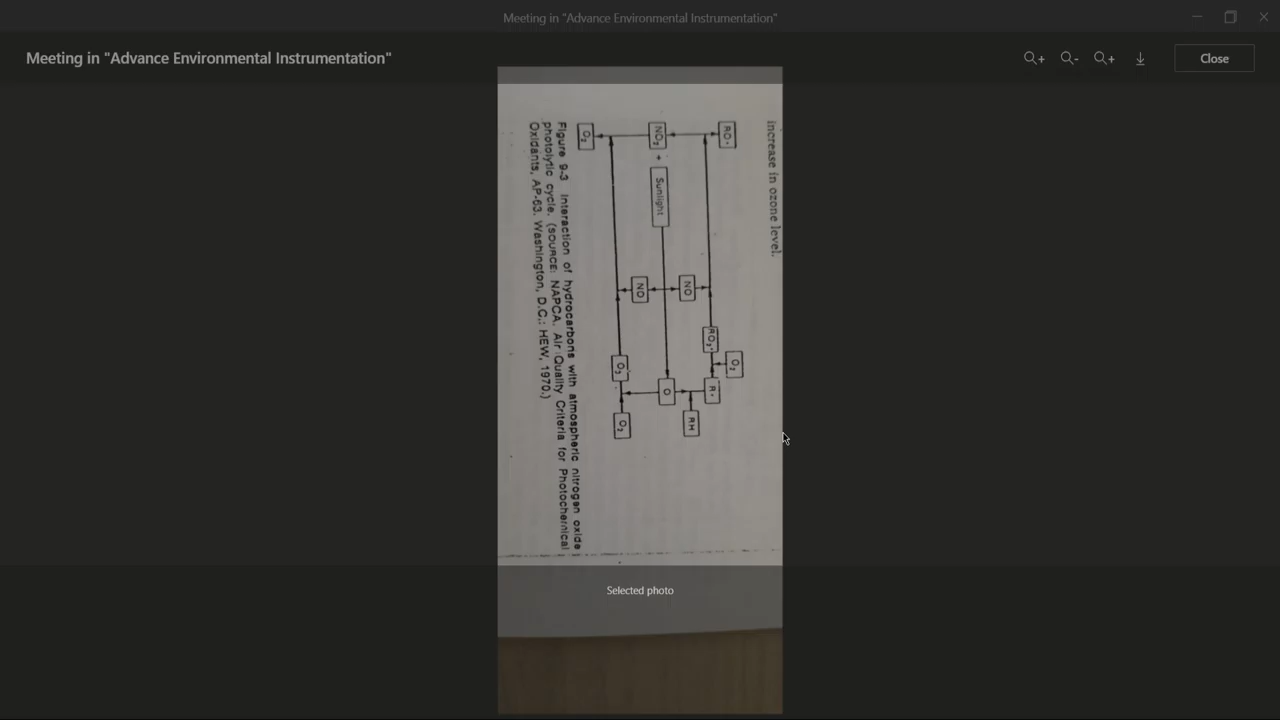 Meeting in "Advance Environmental Instrumentation"
Meeting in "Advance Environmental Instrumentation"
Close
increase in ozone level.
RO•
O₂
R•
RO₂•
RH
NO
NO₂ + Sunlight
O
NO
O₃
O₂
O₂
Figure 9-3 Interaction of hydrocarbons with atmospheric nitrogen oxide
photolytic cycle. (SOURCE: NAPCA. Air Quality Criteria for Photochemical
Oxidants, AP-63. Washington, D.C.: HEW, 1970.)
Selected photo